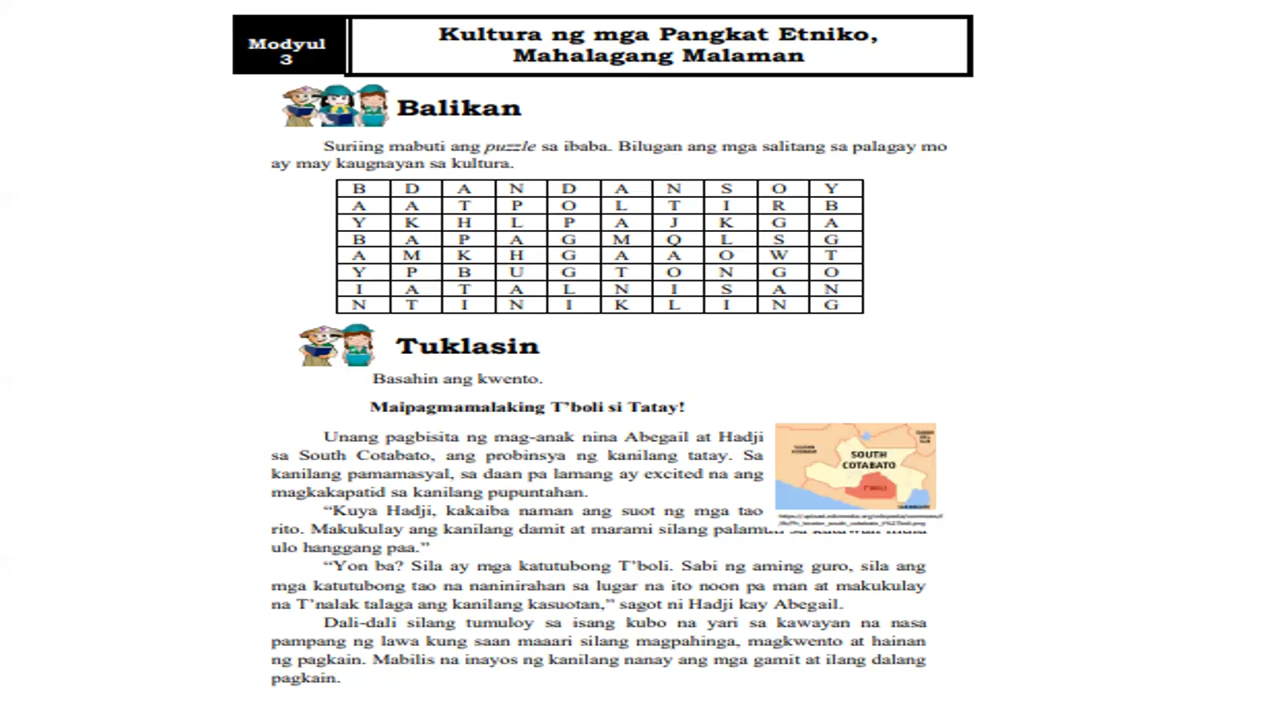 Modyul
3
Kultura ng mga Pangkat Etniko,
Mahalagang Malaman
Balikan
Suriing mabuti ang puzzle sa ibaba. Bilugan ang mga salitang sa palagay mo
ay may kaugnayan sa kultura.
B D A N D A N S O Y
A A T P O L T I R B
Y K H L P A J K G A
B A P A G M Q L S G
A M K H G A A O W T
Y P B U G T O N G O
I A T A L N I S A N
N T I N I K L I N G
Tuklasin
Basahin ang kwento.
Maipagmamalaking T'boli si Tatay!
Unang pagbisita ng mag-anak nina Abegail at Hadji
sa South Cotabato, ang probinsya ng kanilang tatay. Sa
kanilang pamamasyal, sa daan pa lamang ay excited na ang
magkakapatid sa kanilang pupuntahan.
SOUTH
COTABATO
T'BOLI
"Kuya Hadji, kakaiba naman ang suot ng mga tao
rito. Makukulay ang kanilang damit at marami silang
ulo hanggang paa."
"Yon ba? Sila ay mga katutubong T'boli. Sabi ng aming guro, sila ang
mga katutubong tao na naninirahan sa lugar na ito noon pa man at makukulay
na T'nalak talaga ang kanilang kasuotan," sagot ni Hadji kay Abegail.
Dali-dali silang tumuloy sa isang kubo na yari sa kawayan na nasa
pampang ng lawa kung saan maaari silang magpahinga, magkwento at hainan
ng pagkain. Mabilis na inayos ng kanilang nanay ang mga gamit at ilang dalang
pagkain.